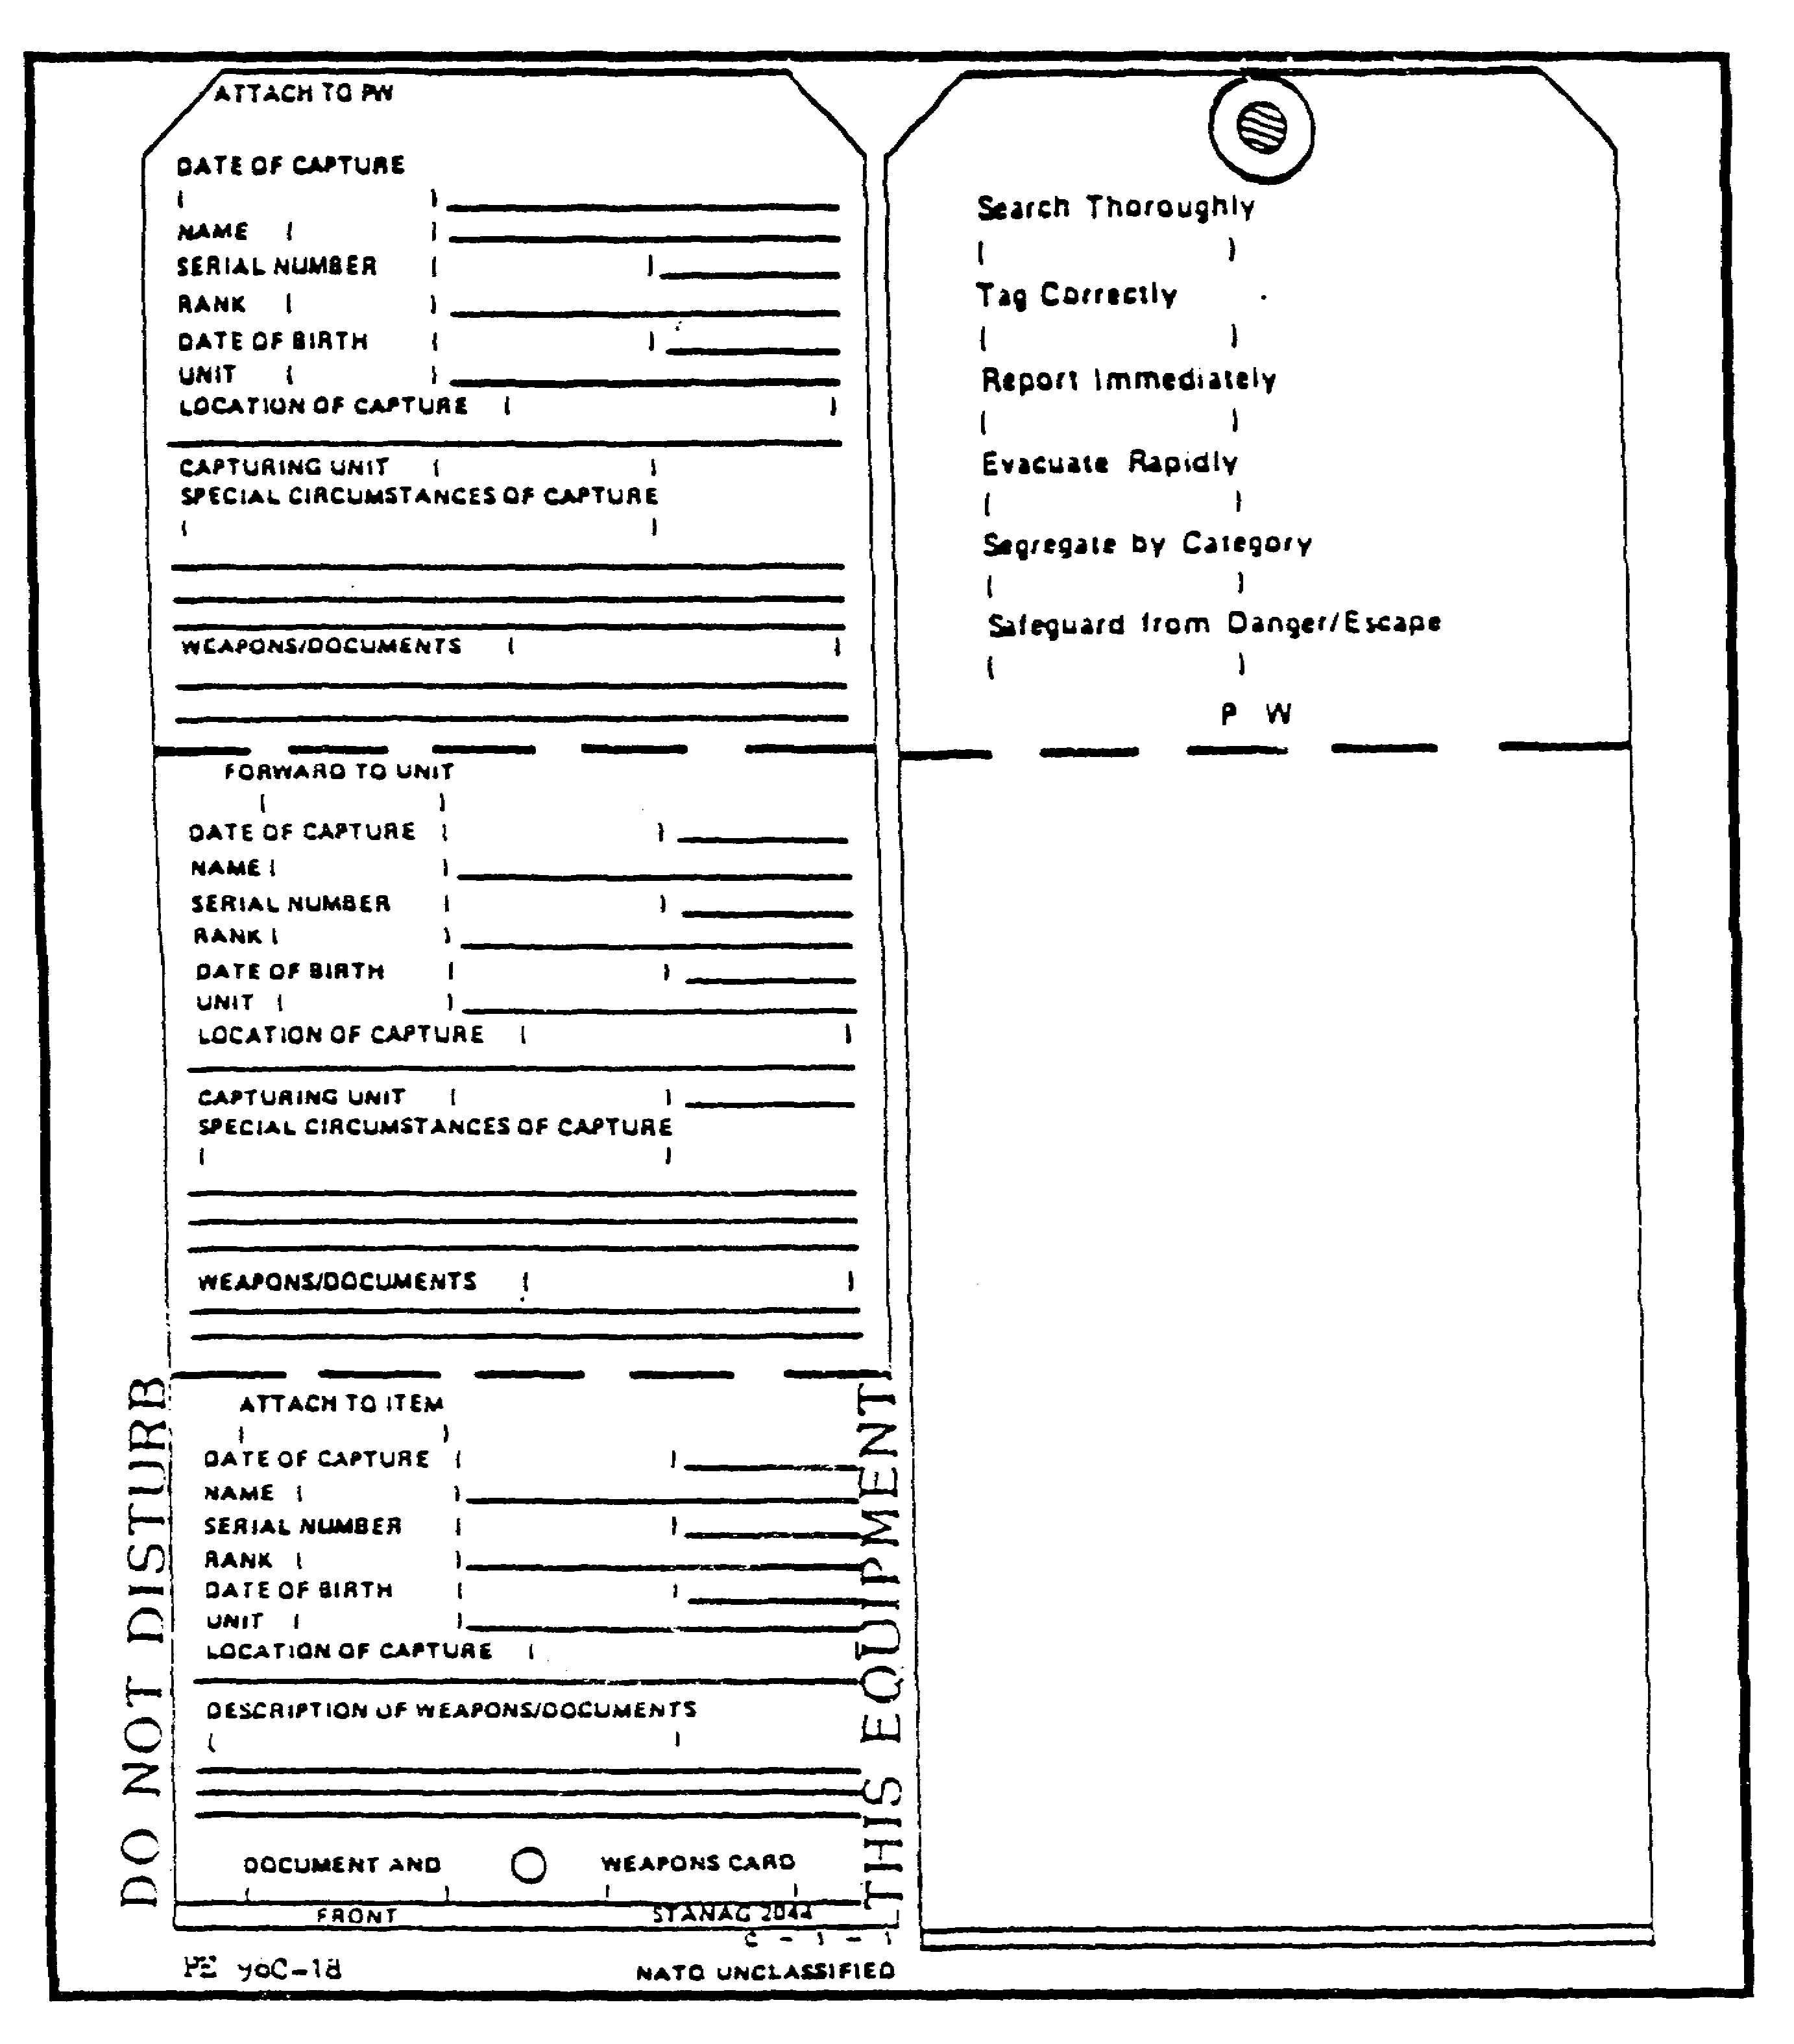 ATTACH TO PW
DATE OF CAPTURE
( )
NAME ( )
SERIAL NUMBER ( )
RANK ( )
DATE OF BIRTH ( )
UNIT ( )
LOCATION OF CAPTURE ( )
CAPTURING UNIT ( )
SPECIAL CIRCUMSTANCES OF CAPTURE
( )
WEAPONS/DOCUMENTS ( )
FORWARD TO UNIT
( )
DATE OF CAPTURE ( )
NAME ( )
SERIAL NUMBER ( )
RANK ( )
DATE OF BIRTH ( )
UNIT ( )
LOCATION OF CAPTURE ( )
CAPTURING UNIT ( )
SPECIAL CIRCUMSTANCES OF CAPTURE
( )
WEAPONS/DOCUMENTS ( )
ATTACH TO ITEM
( )
DATE OF CAPTURE ( )
NAME ( )
SERIAL NUMBER ( )
RANK ( )
DATE OF BIRTH ( )
UNIT ( )
LOCATION OF CAPTURE (
DESCRIPTION OF WEAPONS/DOCUMENTS
( )
DOCUMENT AND WEAPONS CARD
( ) ( )
FRONT STANAG 2044
C - 1 - 1
DO NOT DISTURB
THIS EQUIPMENT
Search Thoroughly
( )
Tag Correctly
( )
Report Immediately
( )
Evacuate Rapidly
( )
Segregate by Category
( )
Safeguard from Danger/Escape
( )
P W
PE 90C-18
NATO UNCLASSIFIED